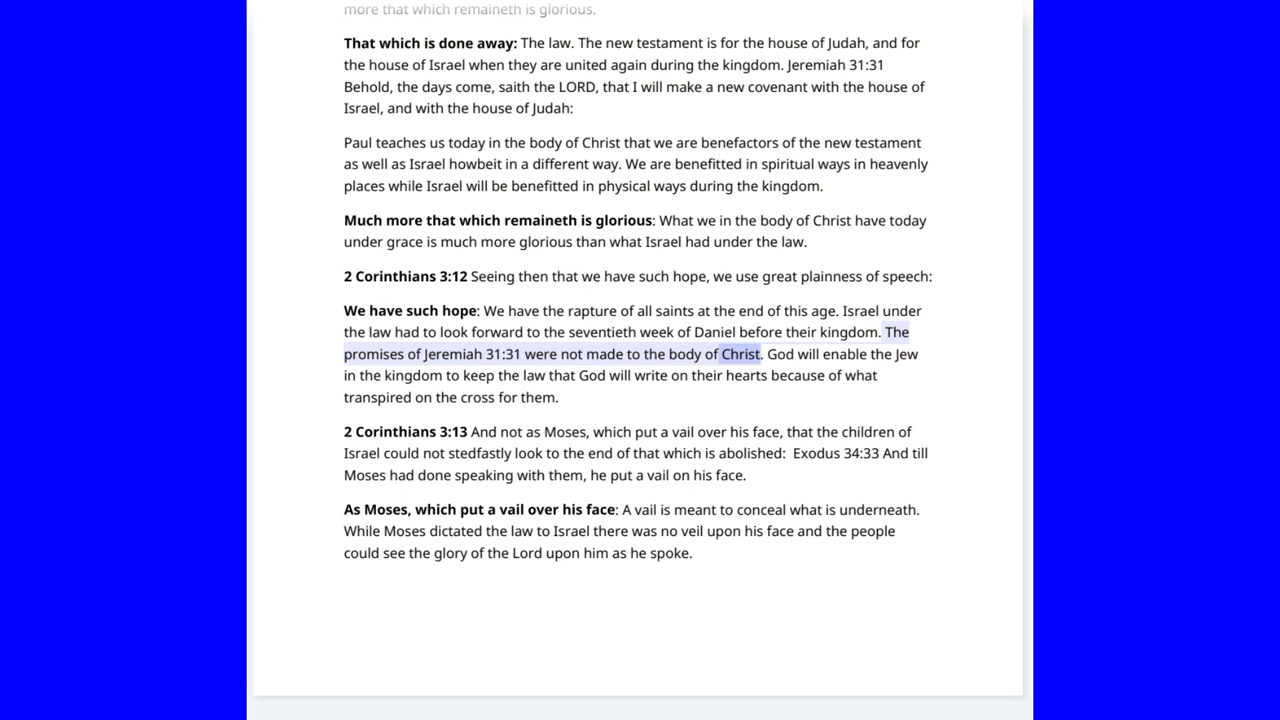 more that which remaineth is glorious.
That which is done away: The law. The new testament is for the house of Judah, and for
the house of Israel when they are united again during the kingdom. Jeremiah 31:31
Behold, the days come, saith the LORD, that I will make a new covenant with the house of
Israel, and with the house of Judah:
Paul teaches us today in the body of Christ that we are benefactors of the new testament
as well as Israel howbeit in a different way. We are benefitted in spiritual ways in heavenly
places while Israel will be benefitted in physical ways during the kingdom.
Much more that which remaineth is glorious: What we in the body of Christ have today
under grace is much more glorious than what Israel had under the law.
2 Corinthians 3:12 Seeing then that we have such hope, we use great plainness of speech:
We have such hope: We have the rapture of all saints at the end of this age. Israel under
the law had to look forward to the seventieth week of Daniel before their kingdom. The
promises of Jeremiah 31:31 were not made to the body of Christ. God will enable the Jew
in the kingdom to keep the law that God will write on their hearts because of what
transpired on the cross for them.
2 Corinthians 3:13 And not as Moses, which put a vail over his face, that the children of
Israel could not stedfastly look to the end of that which is abolished:  Exodus 34:33 And till
Moses had done speaking with them, he put a vail on his face.
As Moses, which put a vail over his face: A vail is meant to conceal what is underneath.
While Moses dictated the law to Israel there was no veil upon his face and the people
could see the glory of the Lord upon him as he spoke.